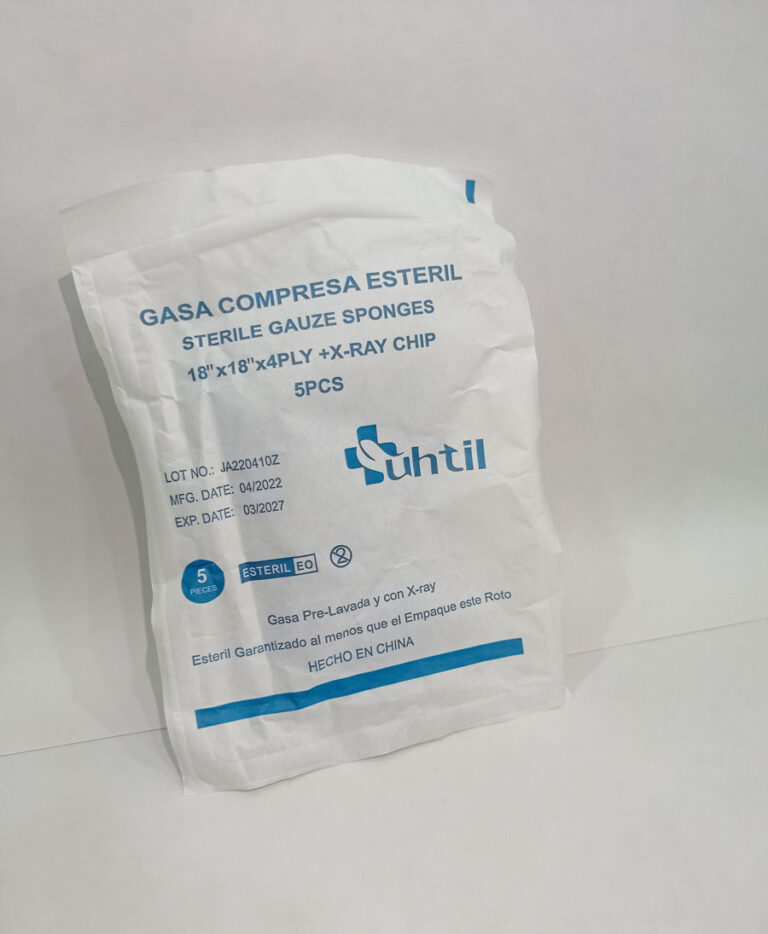 GASA COMPRESA ESTERIL
STERILE GAUZE SPONGES
18"x18"x4PLY +X-RAY CHIP
5PCS
Suhtil
LOT NO.: JA220410Z
MFG. DATE: 04/2022
EXP. DATE: 03/2027
5
PIECES
ESTERIL EO
2
Gasa Pre-Lavada y con X-ray
Esteril Garantizado al menos que el Empaque este Roto
HECHO EN CHINA